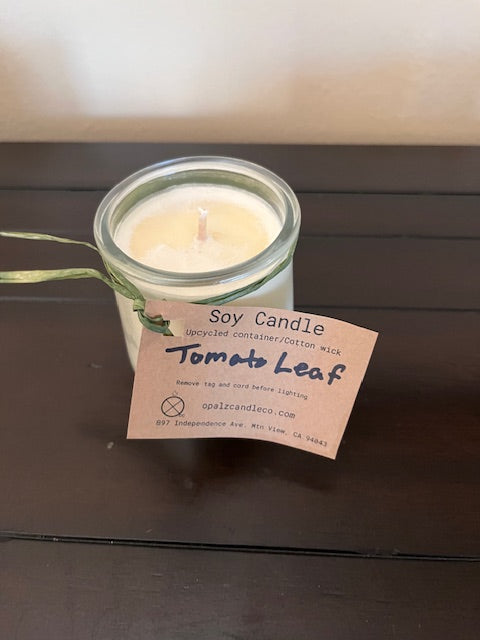 Soy Candle
Upcycled container/Cotton wick
Tomato Leaf
Remove tag and cord before lighting
opalzcandleco.com
897 Independence Ave. Mtn View, CA 94043